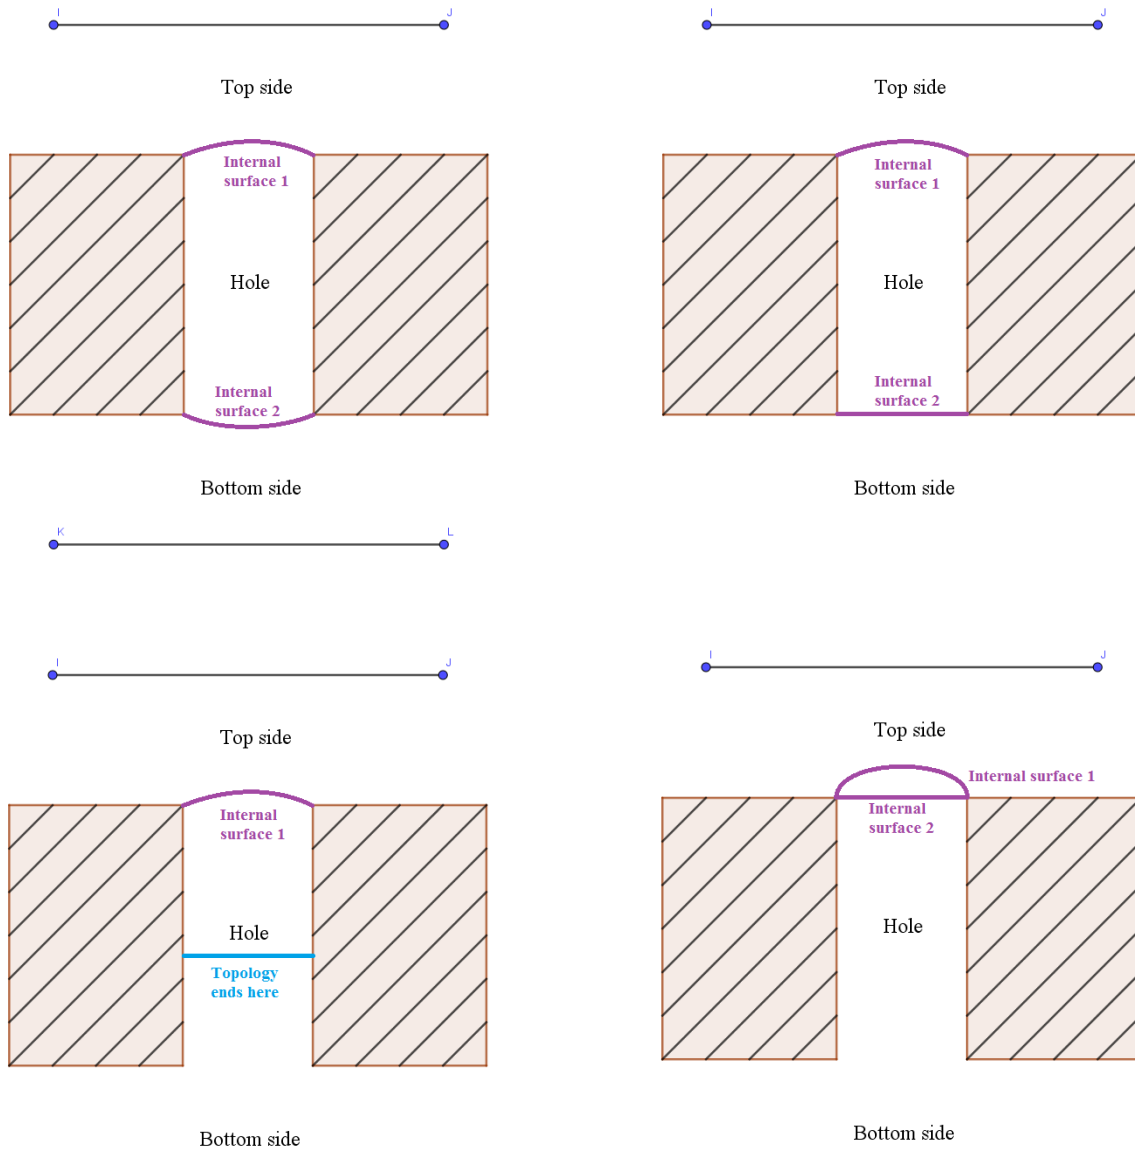 I J
Top side
Internal
surface 1
Hole
Internal
surface 2
Bottom side
K L
I J
Top side
Internal
surface 1
Hole
Internal
surface 2
Bottom side
I J
Top side
Internal
surface 1
Hole
Topology
ends here
Bottom side
I J
Top side
Internal surface 1
Internal
surface 2
Hole
Bottom side